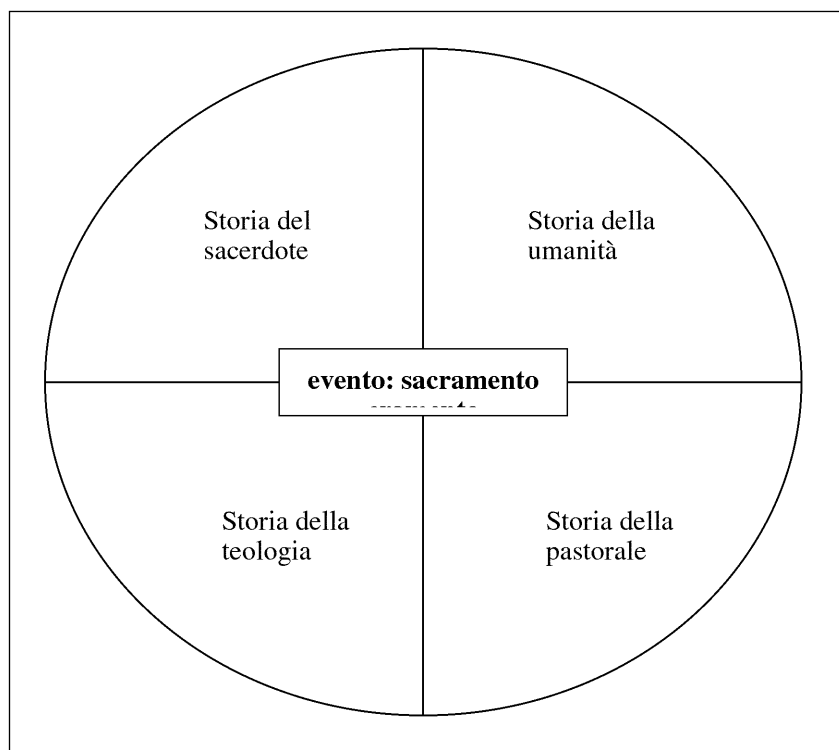 Storia del
sacerdote
Storia della
umanità
evento: sacramento
Storia della
teologia
Storia della
pastorale